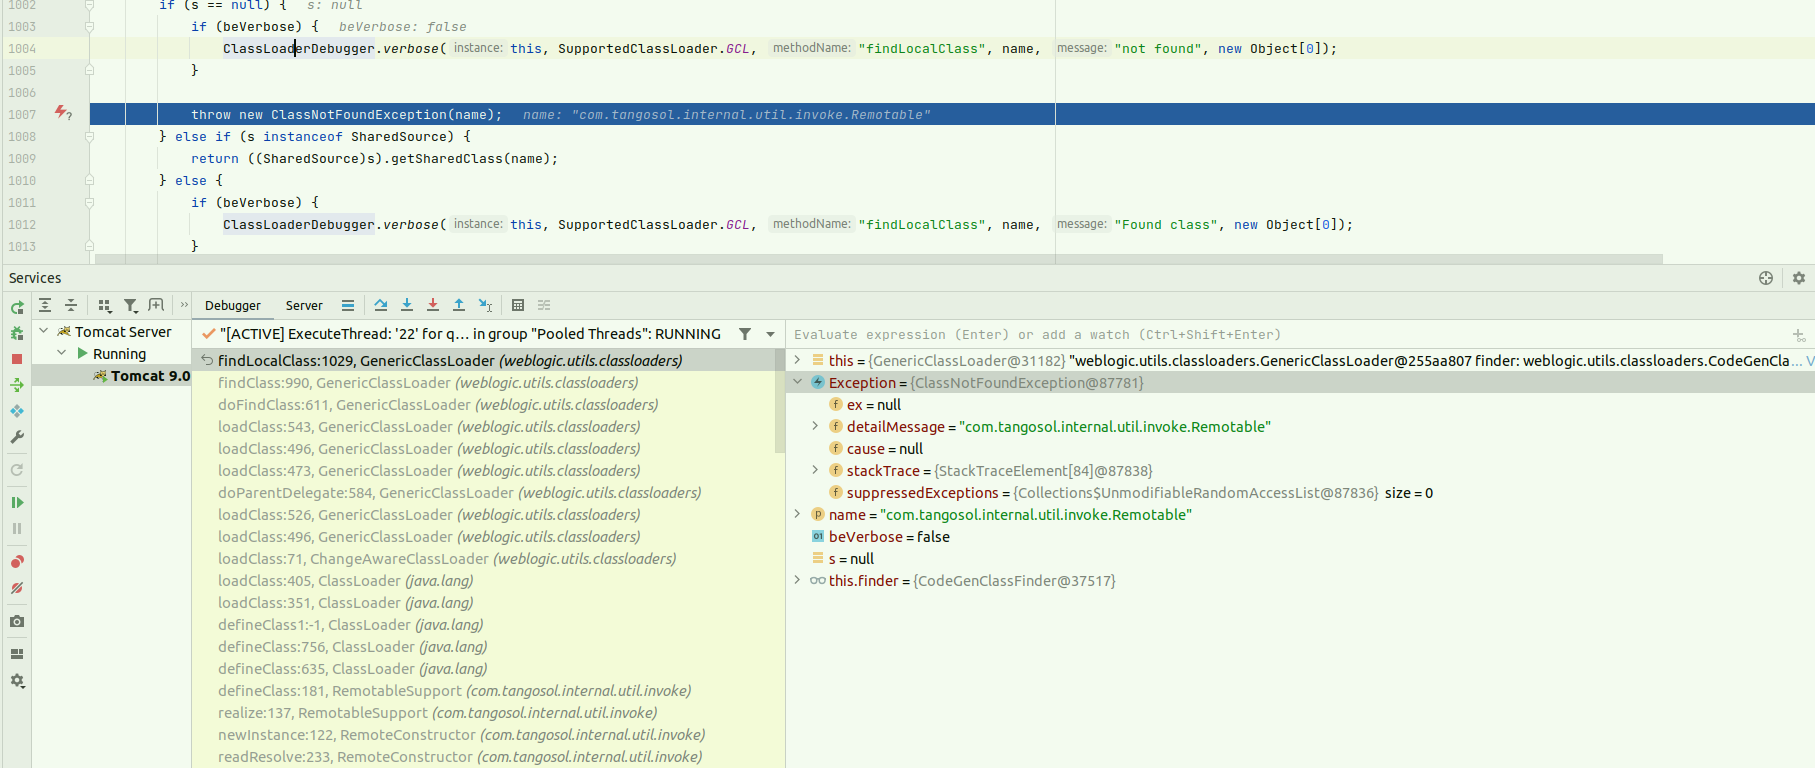 1002 if (s == null) { s: null
1003 if (beVerbose) { beVerbose: false
1004 ClassLoaderDebugger.verbose( instance: this, SupportedClassLoader.GCL, methodName: "findLocalClass", name, message: "not found", new Object[0]);
1005 }
1006
1007 throw new ClassNotFoundException(name); name: "com.tangosol.internal.util.invoke.Remotable"
1008 } else if (s instanceof SharedSource) {
1009 return ((SharedSource)s).getSharedClass(name);
1010 } else {
1011 if (beVerbose) {
1012 ClassLoaderDebugger.verbose( instance: this, SupportedClassLoader.GCL, methodName: "findLocalClass", name, message: "Found class", new Object[0]);
1013 }
Services
Debugger Server
Tomcat Server
Running
Tomcat 9.0
"[ACTIVE] ExecuteThread: '22' for q... in group "Pooled Threads": RUNNING
findLocalClass:1029, GenericClassLoader (weblogic.utils.classloaders)
findClass:990, GenericClassLoader (weblogic.utils.classloaders)
doFindClass:611, GenericClassLoader (weblogic.utils.classloaders)
loadClass:543, GenericClassLoader (weblogic.utils.classloaders)
loadClass:496, GenericClassLoader (weblogic.utils.classloaders)
loadClass:473, GenericClassLoader (weblogic.utils.classloaders)
doParentDelegate:584, GenericClassLoader (weblogic.utils.classloaders)
loadClass:526, GenericClassLoader (weblogic.utils.classloaders)
loadClass:496, GenericClassLoader (weblogic.utils.classloaders)
loadClass:71, ChangeAwareClassLoader (weblogic.utils.classloaders)
loadClass:405, ClassLoader (java.lang)
loadClass:351, ClassLoader (java.lang)
defineClass1:-1, ClassLoader (java.lang)
defineClass:756, ClassLoader (java.lang)
defineClass:635, ClassLoader (java.lang)
defineClass:181, RemotableSupport (com.tangosol.internal.util.invoke)
realize:137, RemotableSupport (com.tangosol.internal.util.invoke)
newInstance:122, RemoteConstructor (com.tangosol.internal.util.invoke)
readResolve:233, RemoteConstructor (com.tangosol.internal.util.invoke)
Evaluate expression (Enter) or add a watch (Ctrl+Shift+Enter)
this = {GenericClassLoader@31182} "weblogic.utils.classloaders.GenericClassLoader@255aa807 finder: weblogic.utils.classloaders.CodeGenCla... V
Exception = {ClassNotFoundException@87781}
ex = null
detailMessage = "com.tangosol.internal.util.invoke.Remotable"
cause = null
stackTrace = {StackTraceElement[84]@87838}
suppressedExceptions = {Collections$UnmodifiableRandomAccessList@87836} size = 0
name = "com.tangosol.internal.util.invoke.Remotable"
beVerbose = false
s = null
this.finder = {CodeGenClassFinder@37517}